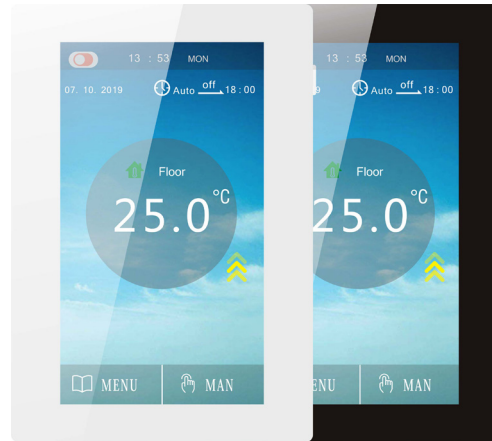 13 : 53 MON
07. 10. 2019 Auto off 18 : 00
Floor
25.0 °C
MENU MAN
13 : 53 MON
9 Auto off 18 : 00
Floor
25.0 °C
ENU MAN